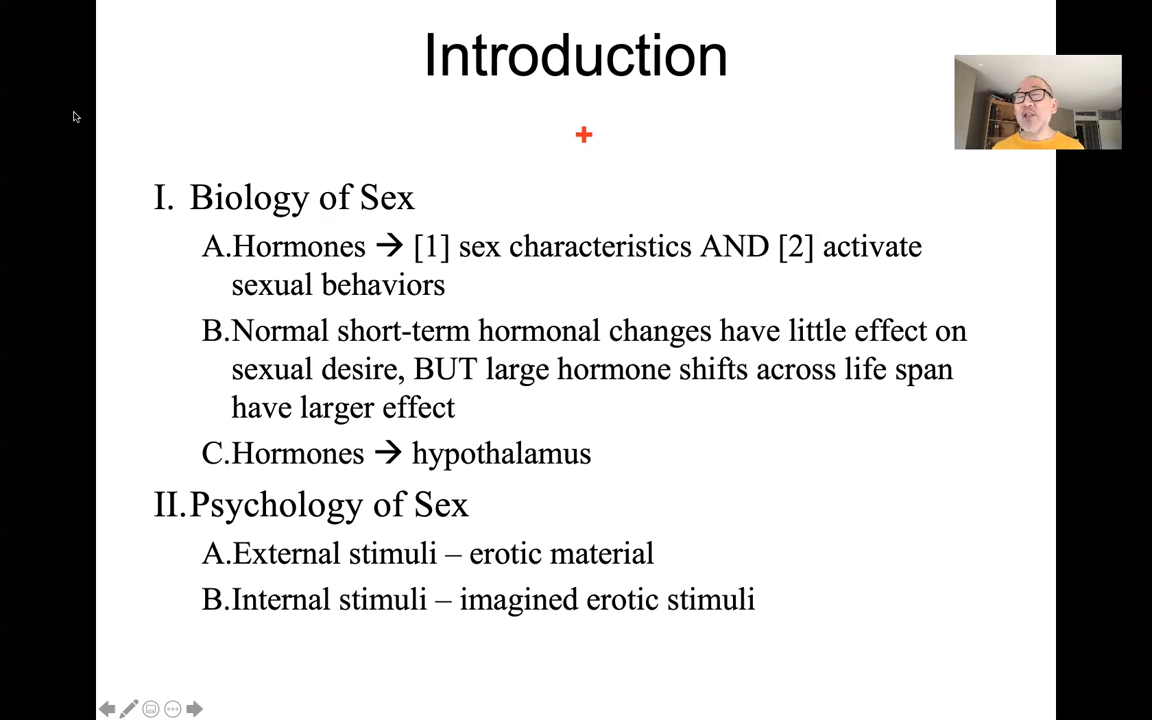 Introduction
I. Biology of Sex
A.Hormones → [1] sex characteristics AND [2] activate
sexual behaviors
B.Normal short-term hormonal changes have little effect on
sexual desire, BUT large hormone shifts across life span
have larger effect
C.Hormones → hypothalamus
II.Psychology of Sex
A.External stimuli – erotic material
B.Internal stimuli – imagined erotic stimuli